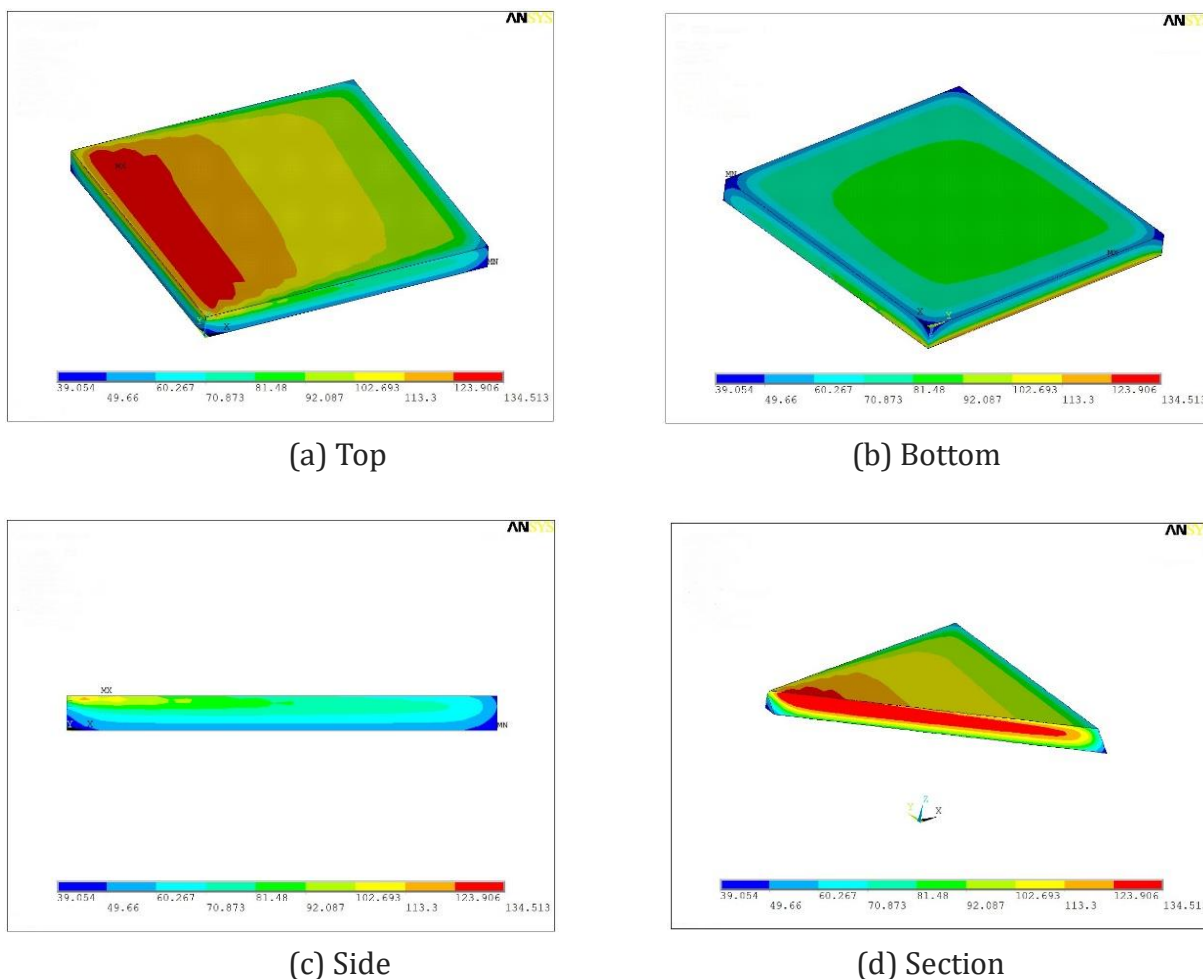 ANSYS
ANSYS
MX
MN
Y
X
39.054 60.267 81.48 102.693 123.906
49.66 70.873 92.087 113.3 134.513
MN
MX
X
Y
39.054 60.267 81.48 102.693 123.906
49.66 70.873 92.087 113.3 134.513
(a) Top
(b) Bottom
ANSYS
ANSYS
MX
Y X
MN
39.054 60.267 81.48 102.693 123.906
49.66 70.873 92.087 113.3 134.513
Z
Y
X
39.054 60.267 81.48 102.693 123.906
49.66 70.873 92.087 113.3 134.513
(c) Side
(d) Section